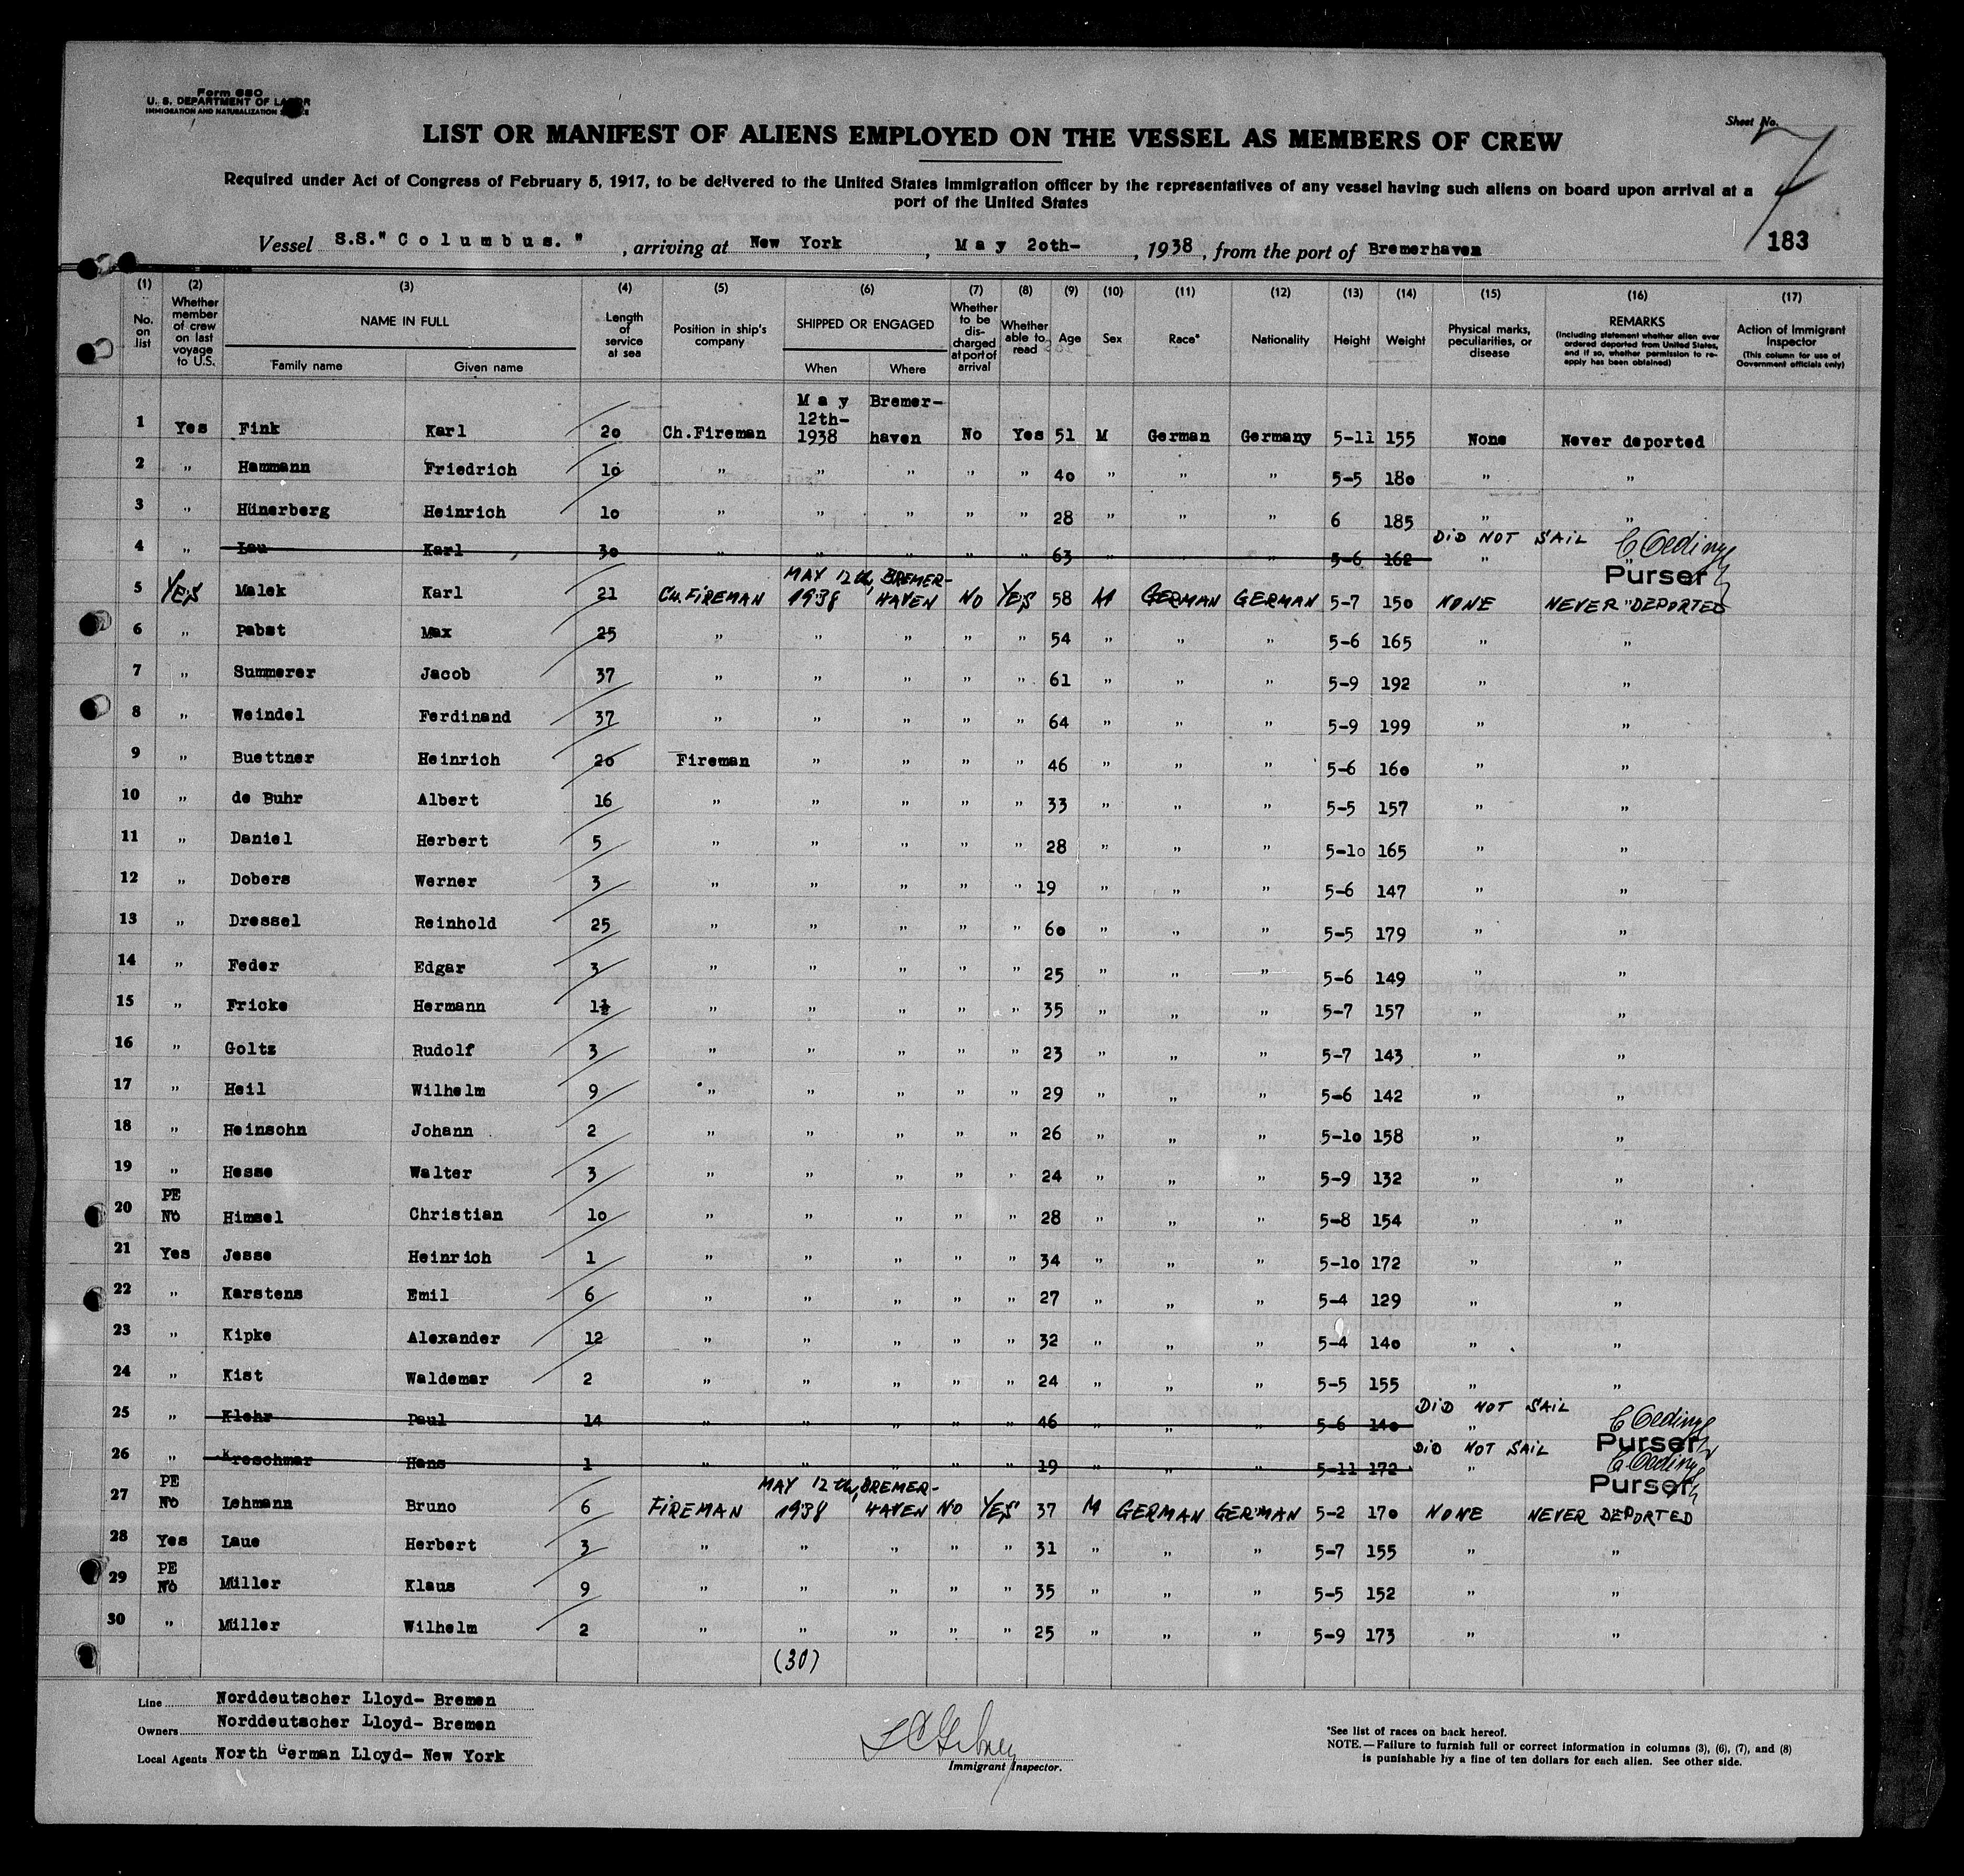 Form 680
U. S. DEPARTMENT OF LABOR
IMMIGRATION AND NATURALIZATION
Sheet No. 7
LIST OR MANIFEST OF ALIENS EMPLOYED ON THE VESSEL AS MEMBERS OF CREW
Required under Act of Congress of February 5, 1917, to be delivered to the United States immigration officer by the representatives of any vessel having such aliens on board upon arrival at a
port of the United States
183
Vessel S.S." C o l u m b u s. " , arriving at New York , M a y 2oth- , 1938 , from the port of Bremerhaven
(1) (2) (3) (4) (5) (6) (7) (8) (9) (10) (11) (12) (13) (14) (15) (16) (17)
No. on list Whether member of crew on last voyage to U.S. NAME IN FULL Family name Given name Length of service at sea Position in ship's company SHIPPED OR ENGAGED When Where Whether to be discharged at port of arrival Whether able to read Age Sex Race* Nationality Height Weight Physical marks, peculiarities, or disease REMARKS (Including statement whether alien ever ordered deported from United States, and if so, whether permission to reapply has been obtained) Action of Immigrant Inspector (This column for use of Government officials only)
1 Yes Fink Karl 2o Ch.Fireman M a y 12th- 1938 Bremer- haven No Yes 51 M German Germany 5-11 155 None Never deported
2 " Hammann Friedrich 1o " " " " " 4o " " " 5-5 18o " "
3 " Hünerberg Heinrich 1o " " " " " 28 " " " 6 185 " "
4 " Lau Karl 3o " " " " " 63 " " " 5-6 162 " DID NOT SAIL C Oeding Purser
5 YES Malek Karl 21 CH. FIREMAN MAY 12th, 1938 BREMER- HAVEN NO YES 58 M GERMAN GERMAN 5-7 15o NONE NEVER "DEPORTED
6 " Pabst Max 25 " " " " " 54 " " " 5-6 165 " "
7 " Summerer Jacob 37 " " " " " 61 " " " 5-9 192 " "
8 " Weindel Ferdinand 37 " " " " " 64 " " " 5-9 199 " "
9 " Buettner Heinrich 2o Fireman " " " " 46 " " " 5-6 16o " "
10 " de Buhr Albert 16 " " " " " 33 " " " 5-5 157 " "
11 " Daniel Herbert 5 " " " " " 28 " " " 5-1o 165 " "
12 " Dobers Werner 3 " " " " " 19 " " " 5-6 147 " "
13 " Dressel Reinhold 25 " " " " " 6o " " " 5-5 179 " "
14 " Feder Edgar 3 " " " " " 25 " " " 5-6 149 " "
15 " Fricke Hermann 1½ " " " " " 35 " " " 5-7 157 " "
16 " Goltz Rudolf 3 " " " " " 23 " " " 5-7 143 " "
17 " Heil Wilhelm 9 " " " " " 29 " " " 5-6 142 " "
18 " Heinsohn Johann 2 " " " " " 26 " " " 5-1o 158 " "
19 " Hesse Walter 3 " " " " " 24 " " " 5-9 132 " "
20 PE No Himsel Christian 1o " " " " " 28 " " " 5-8 154 " "
21 Yes Jesse Heinrich 1 " " " " " 34 " " " 5-1o 172 " "
22 " Karstens Emil 6 " " " " " 27 " " " 5-4 129 " "
23 " Kipke Alexander 12 " " " " " 32 " " " 5-4 14o " "
24 " Kist Waldemar 2 " " " " " 24 " " " 5-5 155 " "
25 " Klehr Paul 14 " " " " " 46 " " " 5-6 14o " DID NOT SAIL C Oeding Purser
26 " Kreschmar Hans 1 " " " " " 19 " " " 5-11 172 " DID NOT SAIL C Oeding Purser
27 PE No Lehmann Bruno 6 FIREMAN MAY 12th, 1938 BREMER- HAVEN NO YES 37 M GERMAN GERMAN 5-2 17o NONE NEVER DEPORTED
28 Yes Laue Herbert 3 " " " " " 31 " " " 5-7 155 " "
29 PE No Müller Klaus 9 " " " " " 35 " " " 5-5 152 " "
30 " Müller Wilhelm 2 " " " " " 25 " " " 5-9 173 " "
(30)
Line Norddeutscher Lloyd- Bremen
Owners Norddeutscher Lloyd- Bremen
Local Agents North German Lloyd- New York
Immigrant Inspector.
*See list of races on back hereof.
NOTE.—Failure to furnish full or correct information in columns (3), (6), (7), and (8)
is punishable by a fine of ten dollars for each alien. See other side.